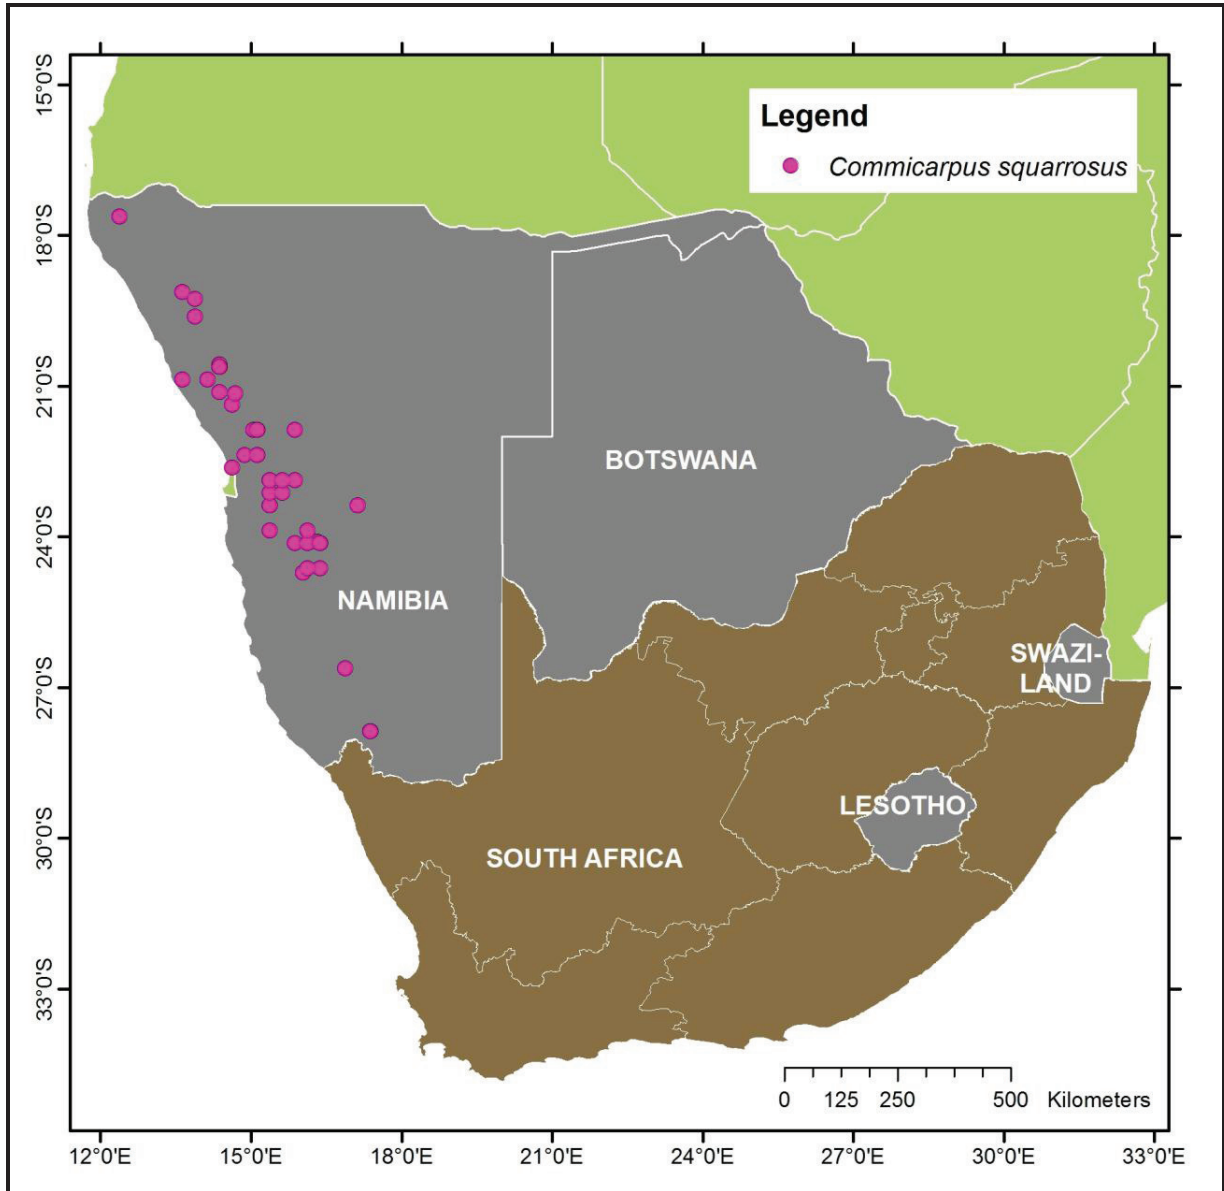 Legend
Commicarpus squarrosus
15°0'S
18°0'S
21°0'S
24°0'S
27°0'S
30°0'S
33°0'S
BOTSWANA
NAMIBIA
SWAZI-
LAND
LESOTHO
SOUTH AFRICA
0 125 250 500 Kilometers
12°0'E 15°0'E 18°0'E 21°0'E 24°0'E 27°0'E 30°0'E 33°0'E